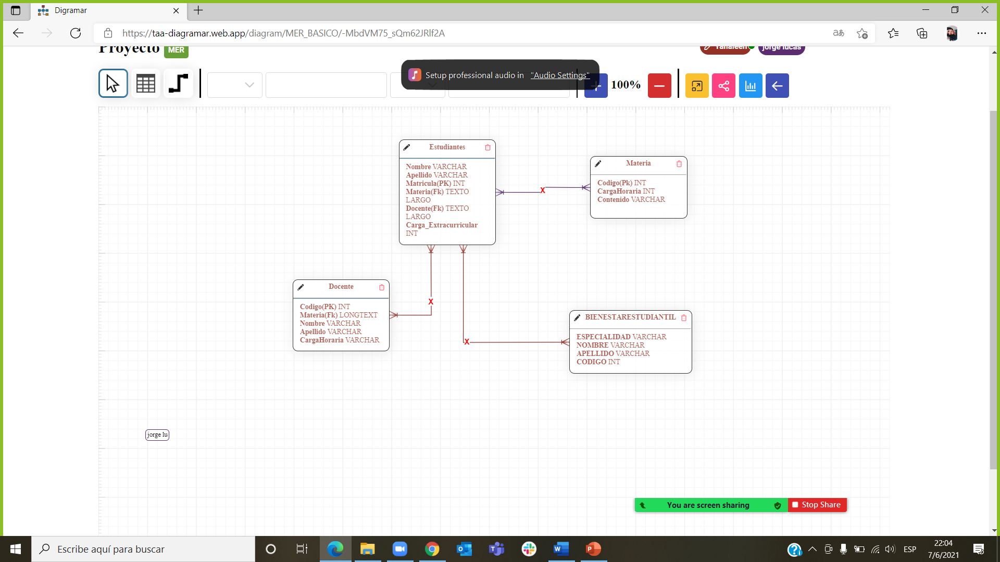 Digramar
https://taa-diagramar.web.app/diagram/MER_BASICO/-MbdVM75_sQm62JRlf2A
Proyecto MER
jorge lucas
Setup professional audio in "Audio Settings"
100%
Estudiantes
Nombre VARCHAR
Apellido VARCHAR
Matricula(PK) INT
Materia(Fk) TEXTO
LARGO
Docente(Fk) TEXTO
LARGO
Carga_Extracurricular
INT
Materia
Codigo(Pk) INT
CargaHoraria INT
Contenido VARCHAR
X
Docente
Codigo(PK) INT
Materia(Fk) LONGTEXT
Nombre VARCHAR
Apellido VARCHAR
CargaHoraria VARCHAR
X
X
BIENESTARESTUDIANTIL
ESPECIALIDAD VARCHAR
NOMBRE VARCHAR
APELLIDO VARCHAR
CODIGO INT
jorge lu
You are screen sharing
Stop Share
Escribe aquí para buscar
ESP
22:04
7/6/2021